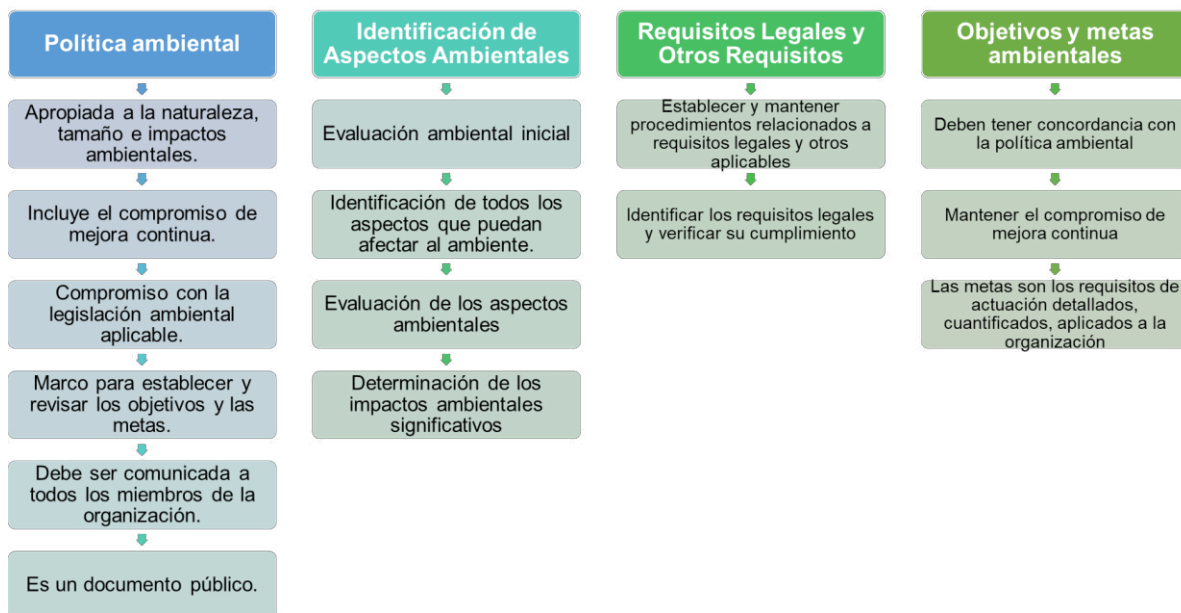 Política ambiental
Apropiada a la naturaleza,
tamaño e impactos
ambientales.
Incluye el compromiso de
mejora continua.
Compromiso con la
legislación ambiental
aplicable.
Marco para establecer y
revisar los objetivos y las
metas.
Debe ser comunicada a
todos los miembros de la
organización.
Es un documento público.
Identificación de
Aspectos Ambientales
Evaluación ambiental inicial
Identificación de todos los
aspectos que puedan
afectar al ambiente.
Evaluación de los aspectos
ambientales
Determinación de los
impactos ambientales
significativos
Requisitos Legales y
Otros Requisitos
Establecer y mantener
procedimientos relacionados a
requisitos legales y otros
aplicables
Identificar los requisitos legales
y verificar su cumplimiento
Objetivos y metas
ambientales
Deben tener concordancia con
la política ambiental
Mantener el compromiso de
mejora continua
Las metas son los requisitos de
actuación detallados,
cuantificados, aplicados a la
organización